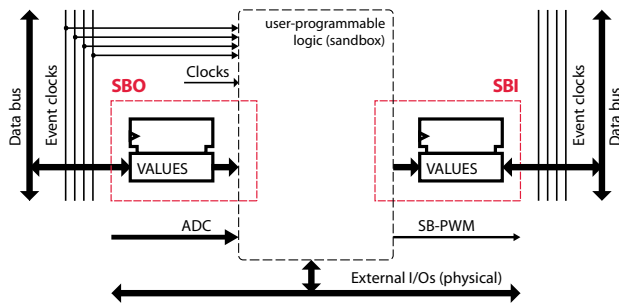 user-programmable
logic (sandbox)
Clocks
SBO
SBI
Data bus
Event clocks
Event clocks
Data bus
VALUES
VALUES
ADC
SB-PWM
External I/Os (physical)